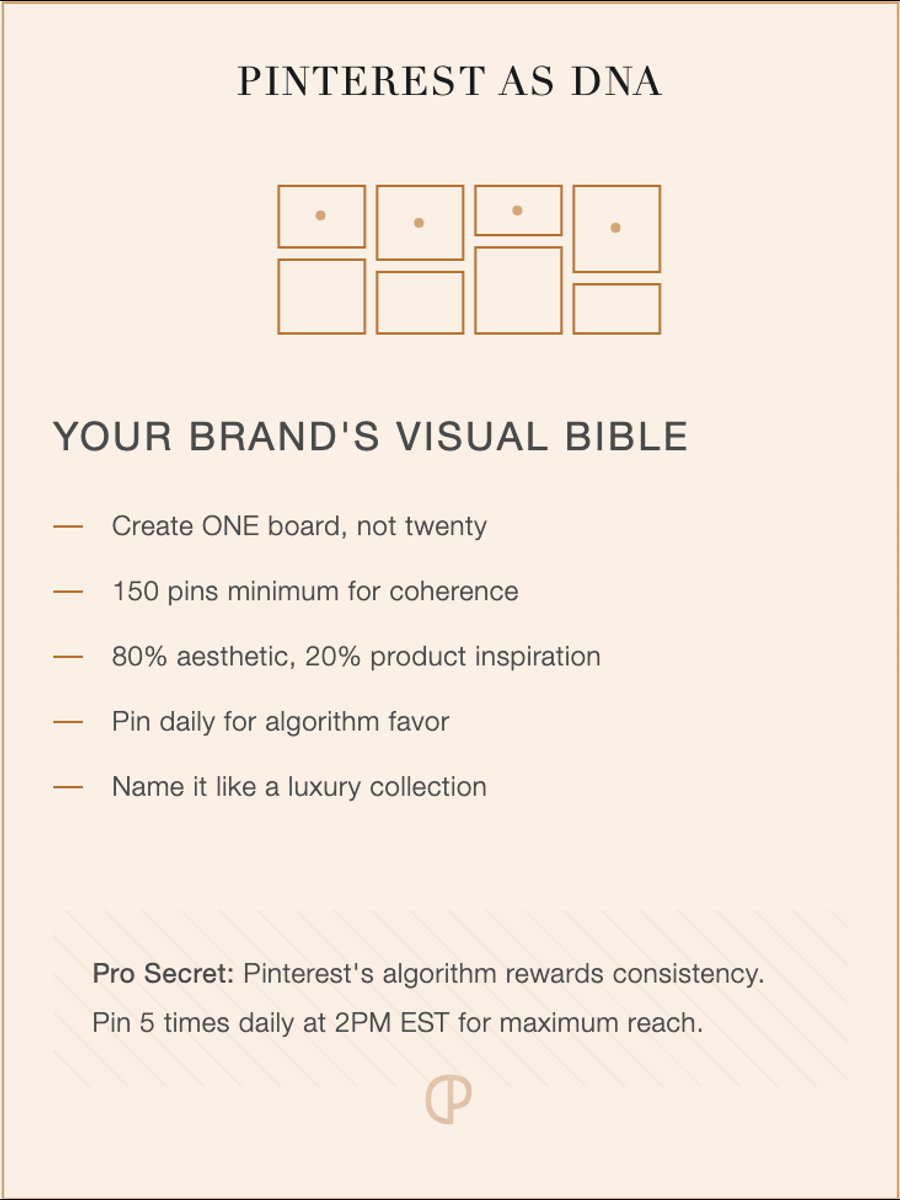 PINTEREST AS DNA
YOUR BRAND'S VISUAL BIBLE
— Create ONE board, not twenty
— 150 pins minimum for coherence
— 80% aesthetic, 20% product inspiration
— Pin daily for algorithm favor
— Name it like a luxury collection
Pro Secret: Pinterest's algorithm rewards consistency.
Pin 5 times daily at 2PM EST for maximum reach.